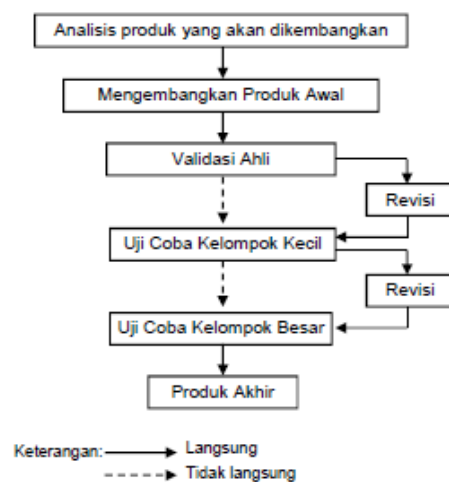 Analisis produk yang akan dikembangkan
Mengembangkan Produk Awal
Validasi Ahli
Revisi
Uji Coba Kelompok Kecil
Revisi
Uji Coba Kelompok Besar
Produk Akhir
Keterangan: Langsung
Tidak langsung